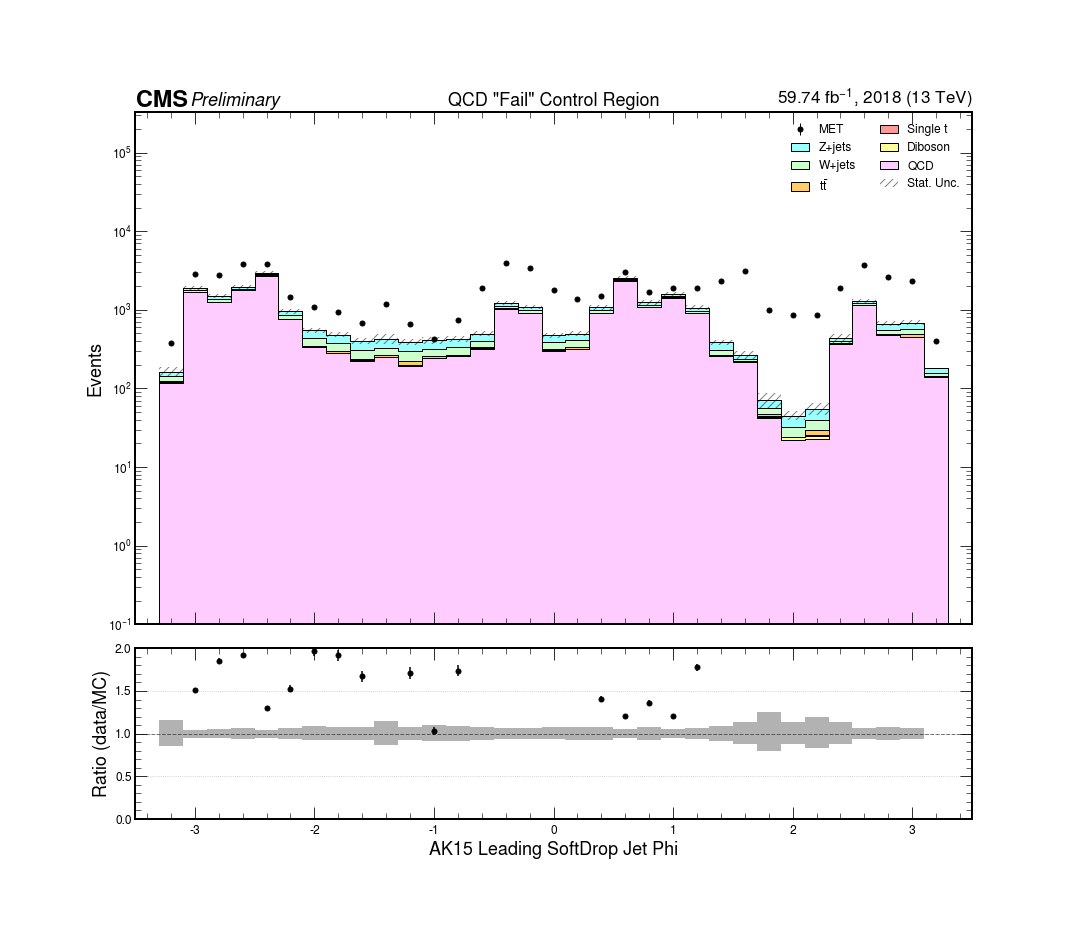 CMS Preliminary QCD "Fail" Control Region 59.74 fb⁻¹, 2018 (13 TeV)
MET Single t
Z+jets Diboson
W+jets QCD
tt̄ Stat. Unc.
10⁵
10⁴
10³
10²
10¹
10⁰
10⁻¹
Events
2.0
1.5
1.0
0.5
0.0
Ratio (data/MC)
-3 -2 -1 0 1 2 3
AK15 Leading SoftDrop Jet Phi